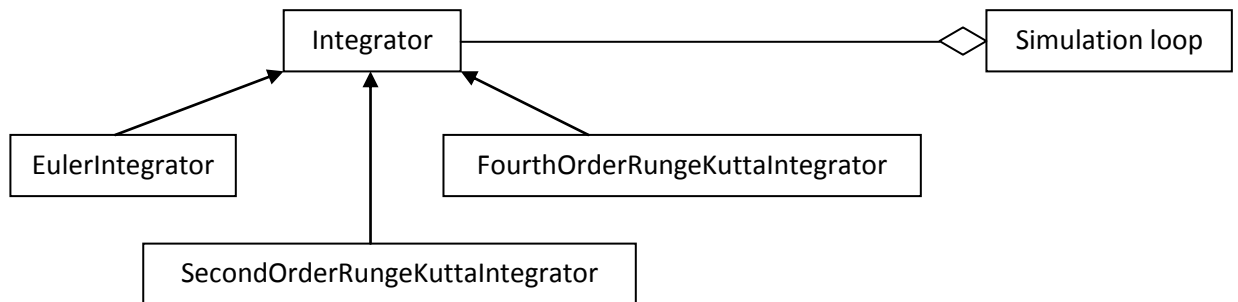 Integrator
Simulation loop
EulerIntegrator
FourthOrderRungeKuttaIntegrator
SecondOrderRungeKuttaIntegrator